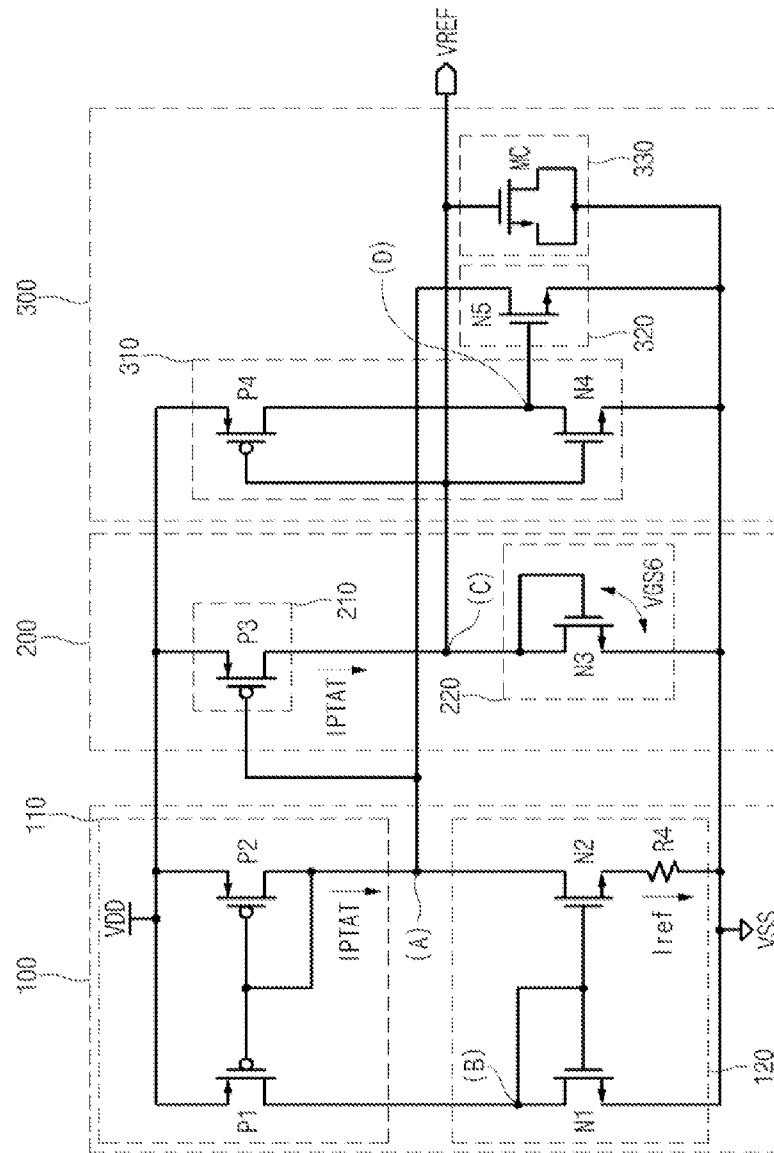 100
110
VDD
P1
P2
IPTAT
(A)
(B)
N1
N2
R4
Iref
VSS
120
200
P3
210
IPTAT
(C)
220
N3
VGS6
300
310
P4
(D)
N4
N5
320
MC
330
VREF